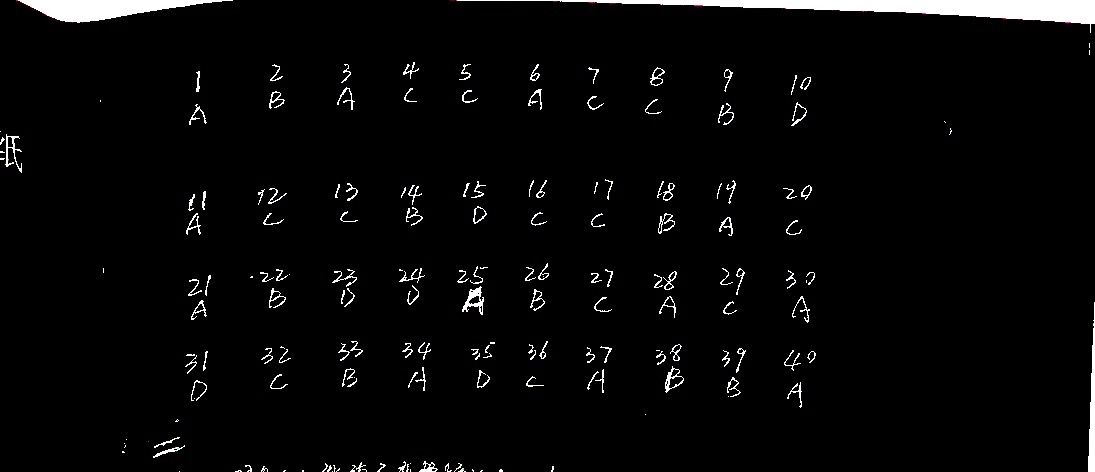 1 2 3 4 5 6 7 8 9 10
A B A C C A C C B D
纸
11 12 13 14 15 16 17 18 19 20
A C C B D C C B A C
21 22 23 24 25 26 27 28 29 30
A B D D A B C A C A
31 32 33 34 35 36 37 38 39 40
D C B A D C A B B A
二